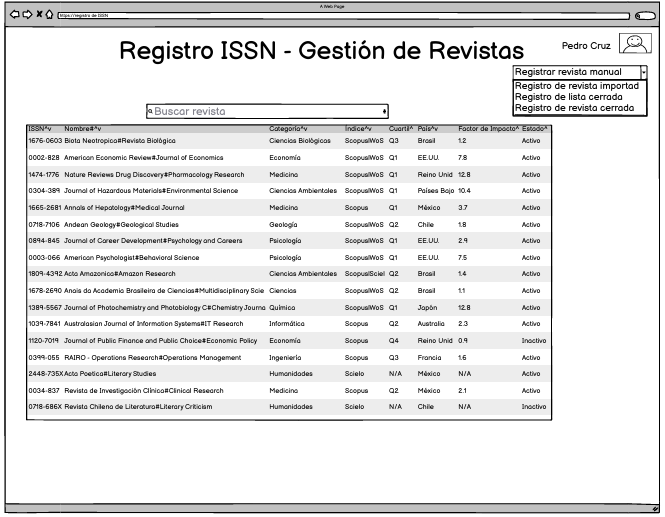 A Web Page
https://registro de ISSN
Registro ISSN - Gestión de Revistas
Pedro Cruz
Registrar revista manual
Registro de revista importad
Registro de lista cerrada
Registro de revista cerrada
Buscar revista
ISSN^v Nombre#^v Categoría^v Índice^v Cuartil^ País^v Factor de Impacto^ Estado^
1676-0603 Biota Neotropica#Revista Biológica Ciencias Biológicas Scopus|WoS Q3 Brasil 1.2 Activo
0002-828 American Economic Review#Journal of Economics Economía Scopus|WoS Q1 EE.UU. 7.8 Activo
1474-1776 Nature Reviews Drug Discovery#Pharmacology Research Medicina Scopus|WoS Q1 Reino Unid 12.8 Activo
0304-389 Journal of Hazardous Materials#Environmental Science Ciencias Ambientales Scopus|WoS Q1 Países Bajo 10.4 Activo
1665-2681 Annals of Hepatology#Medical Journal Medicina Scopus Q1 México 3.7 Activo
0718-7106 Andean Geology#Geological Studies Geología Scopus|WoS Q2 Chile 1.8 Activo
0894-845 Journal of Career Development#Psychology and Careers Psicología Scopus|WoS Q1 EE.UU. 2.9 Activo
0003-066 American Psychologist#Behavioral Science Psicología Scopus|WoS Q1 EE.UU. 7.5 Activo
1809-4392 Acta Amazonica#Amazon Research Ciencias Ambientales Scopus|Sciel Q2 Brasil 1.4 Activo
1678-2690 Anais da Academia Brasileira de Ciencias#Multidisciplinary Scie Ciencias Scopus|WoS Q2 Brasil 1.1 Activo
1389-5567 Journal of Photochemistry and Photobiology C#Chemistry Journa Química Scopus|WoS Q1 Japón 12.8 Activo
1039-7841 Australasian Journal of Information Systems#IT Research Informática Scopus Q2 Australia 2.3 Activo
1120-7019 Journal of Public Finance and Public Choice#Economic Policy Economía Scopus Q4 Reino Unid 0.9 Inactivo
0399-055 RAIRO - Operations Research#Operations Management Ingeniería Scopus Q3 Francia 1.6 Activo
2448-735X Acta Poetica#Literary Studies Humanidades Scielo N/A México N/A Activo
0034-837 Revista de Investigación Clínica#Clinical Research Medicina Scopus Q2 México 2.1 Activo
0718-686X Revista Chilena de Literatura#Literary Criticism Humanidades Scielo N/A Chile N/A Inactivo